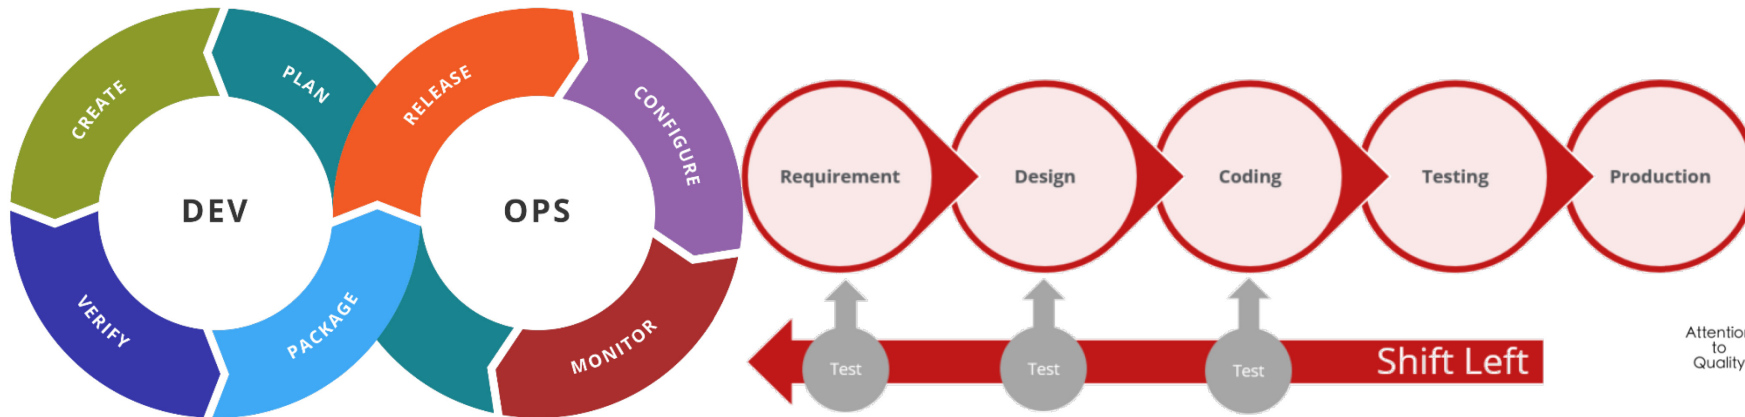 CREATE
PLAN
RELEASE
CONFIGURE
DEV
OPS
VERIFY
PACKAGE
MONITOR
Requirement
Design
Coding
Testing
Production
Test
Test
Test
Shift Left
Attention
to
Quality